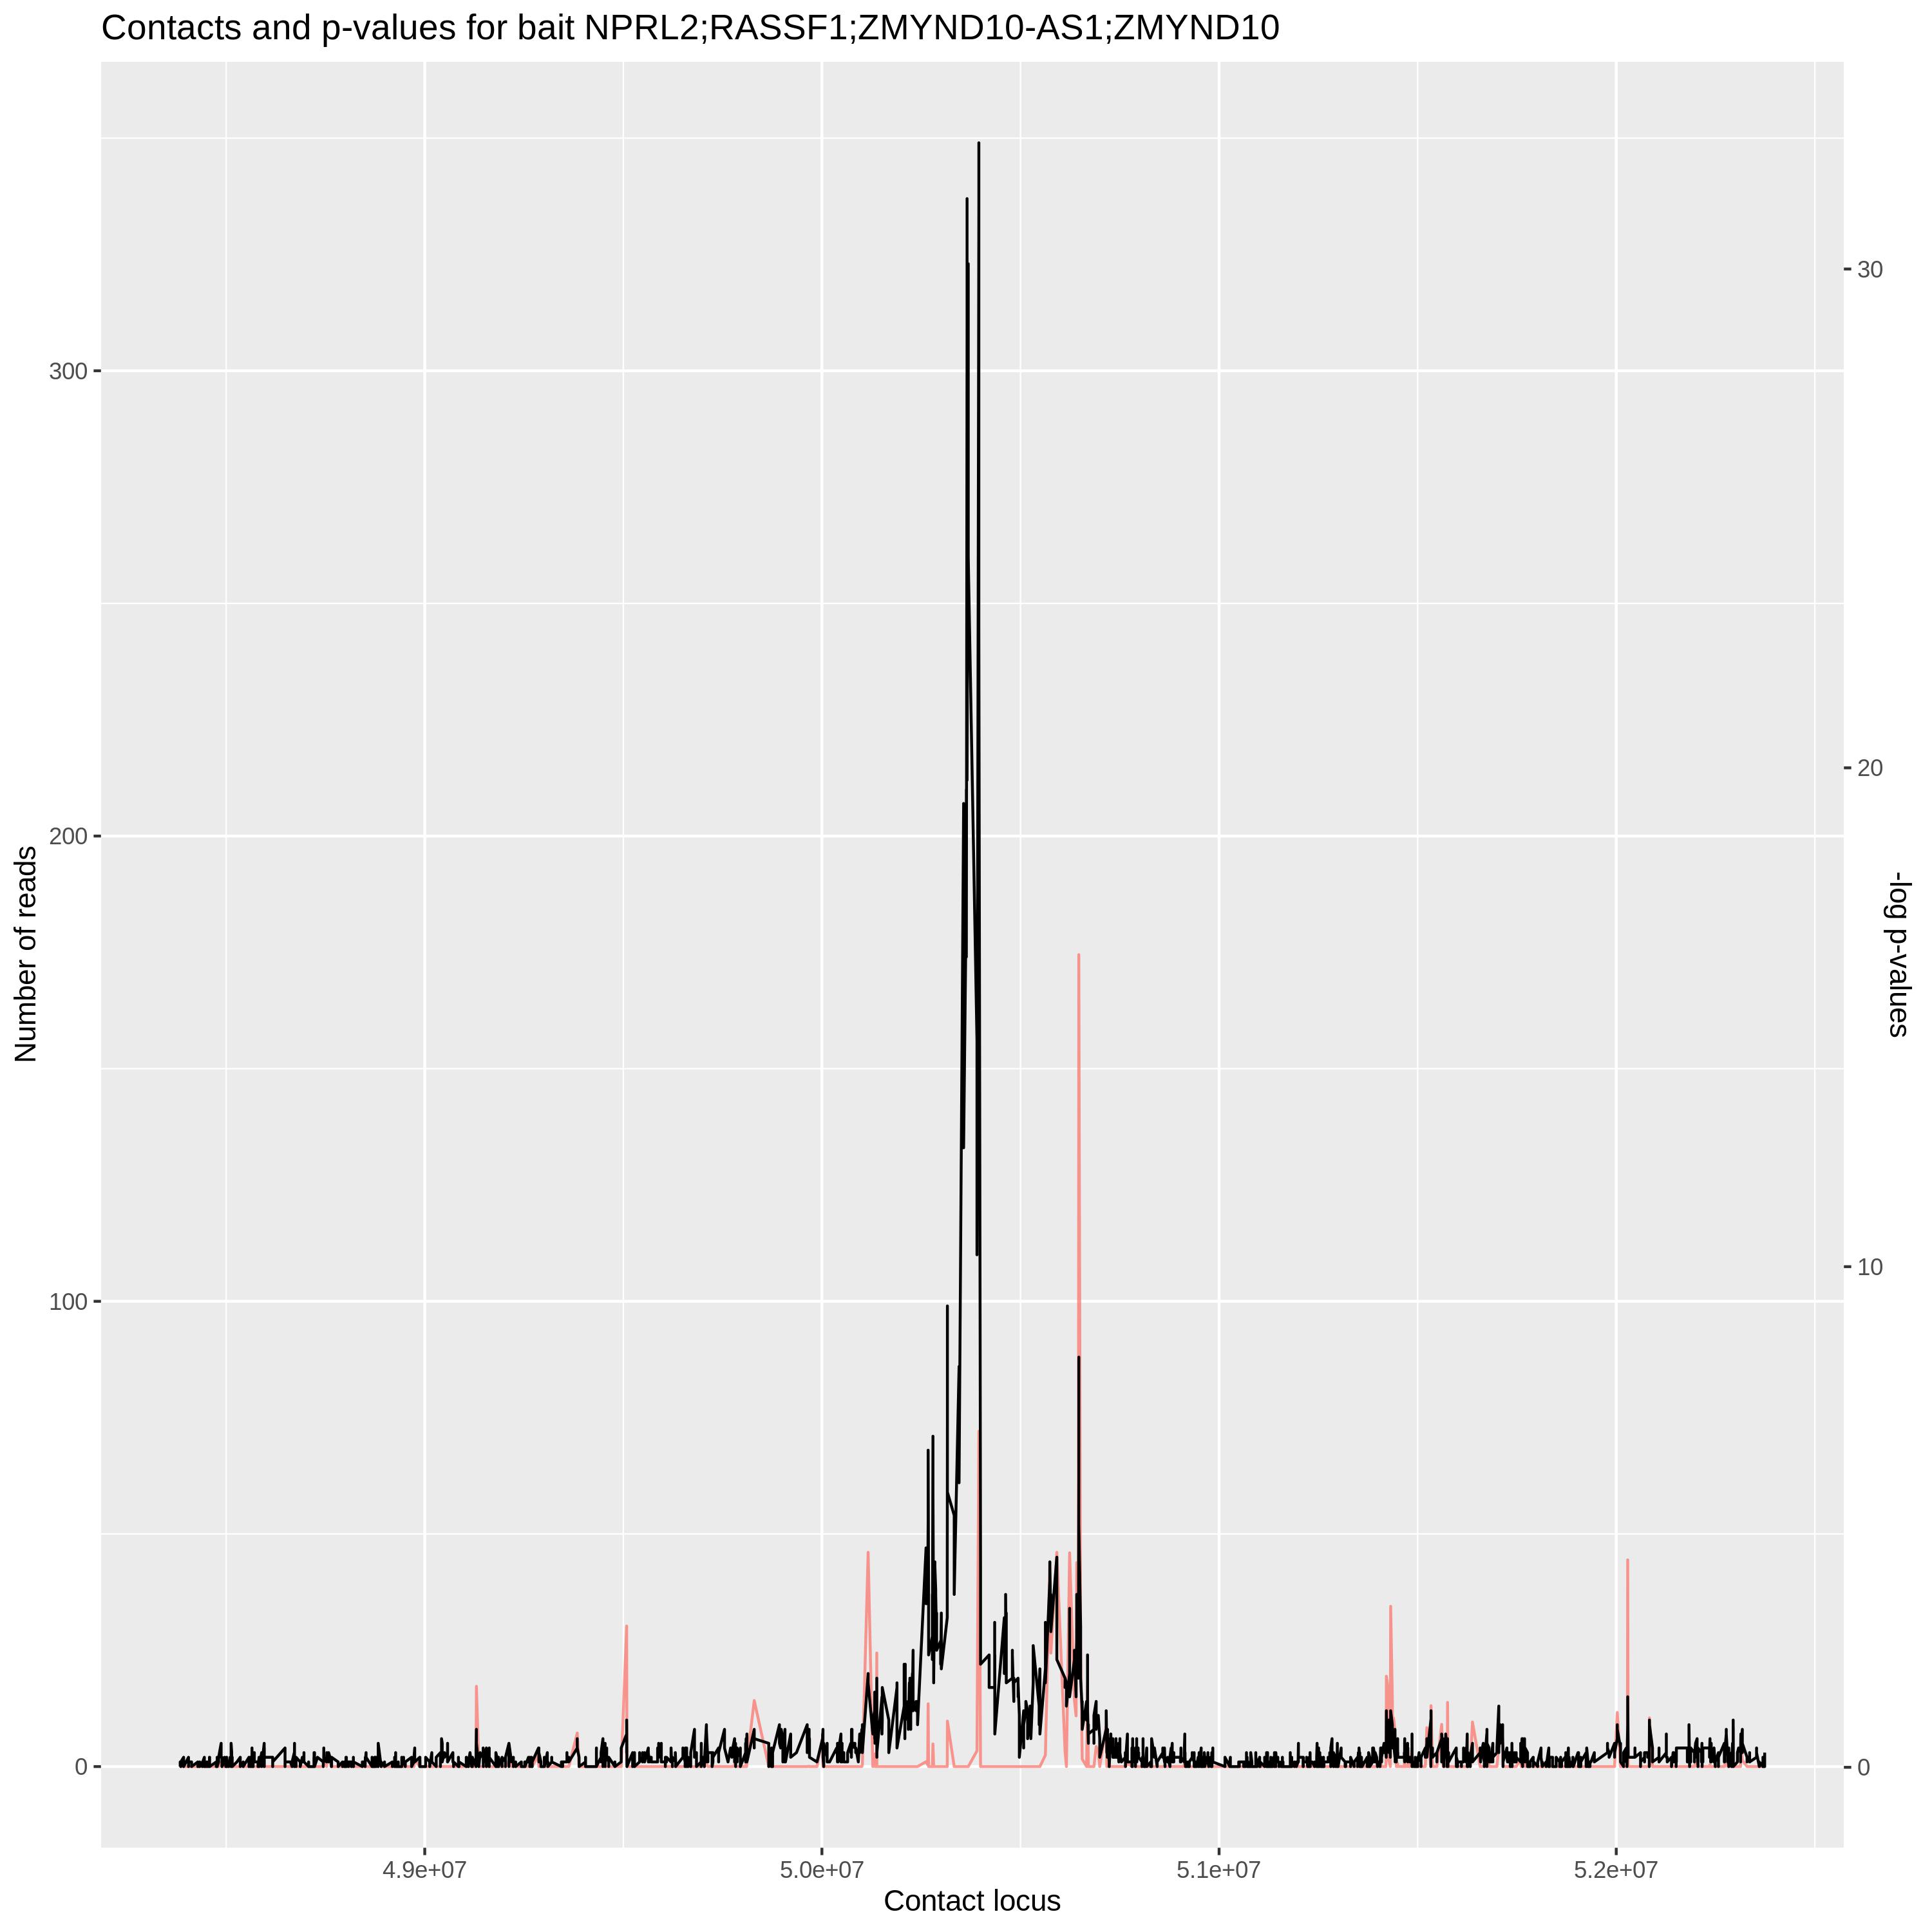 Contacts and p-values for bait NPRL2;RASSF1;ZMYND10-AS1;ZMYND10
300
200
100
0
Number of reads
30
20
10
0
-log p-values
4.9e+07
5.0e+07
5.1e+07
5.2e+07
Contact locus